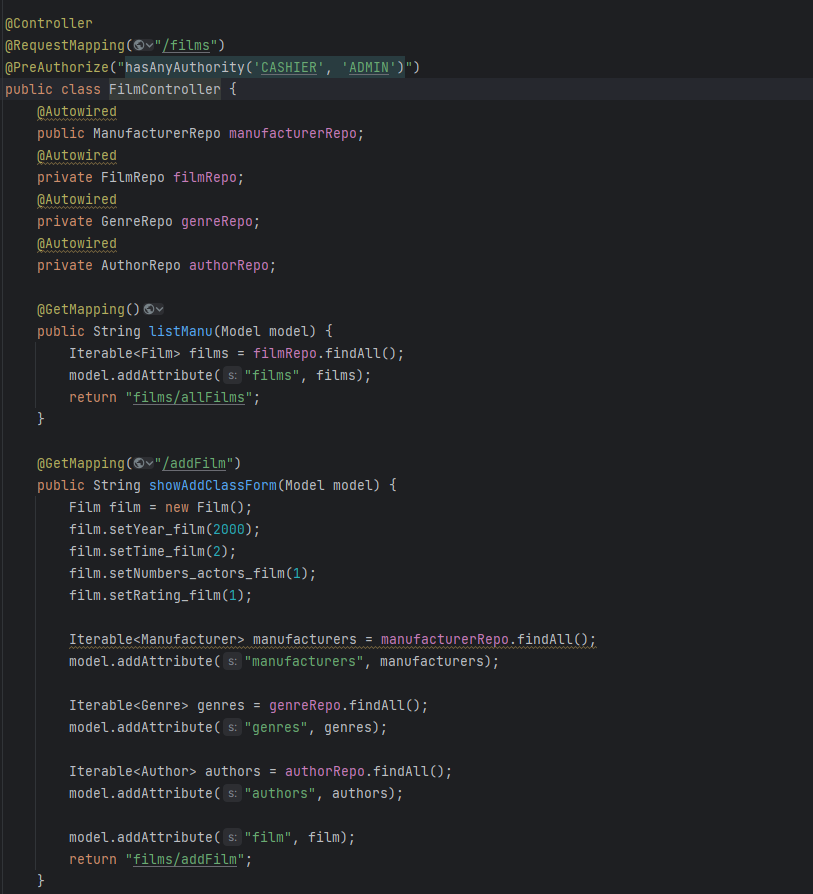 @Controller
@RequestMapping("/films")
@PreAuthorize("hasAnyAuthority('CASHIER', 'ADMIN')")
public class FilmController {
    @Autowired
    public ManufacturerRepo manufacturerRepo;
    @Autowired
    private FilmRepo filmRepo;
    @Autowired
    private GenreRepo genreRepo;
    @Autowired
    private AuthorRepo authorRepo;

    @GetMapping()
    public String listManu(Model model) {
        Iterable<Film> films = filmRepo.findAll();
        model.addAttribute( s: "films", films);
        return "films/allFilms";
    }

    @GetMapping("/addFilm")
    public String showAddClassForm(Model model) {
        Film film = new Film();
        film.setYear_film(2000);
        film.setTime_film(2);
        film.setNumbers_actors_film(1);
        film.setRating_film(1);

        Iterable<Manufacturer> manufacturers = manufacturerRepo.findAll();
        model.addAttribute( s: "manufacturers", manufacturers);

        Iterable<Genre> genres = genreRepo.findAll();
        model.addAttribute( s: "genres", genres);

        Iterable<Author> authors = authorRepo.findAll();
        model.addAttribute( s: "authors", authors);

        model.addAttribute( s: "film", film);
        return "films/addFilm";
    }